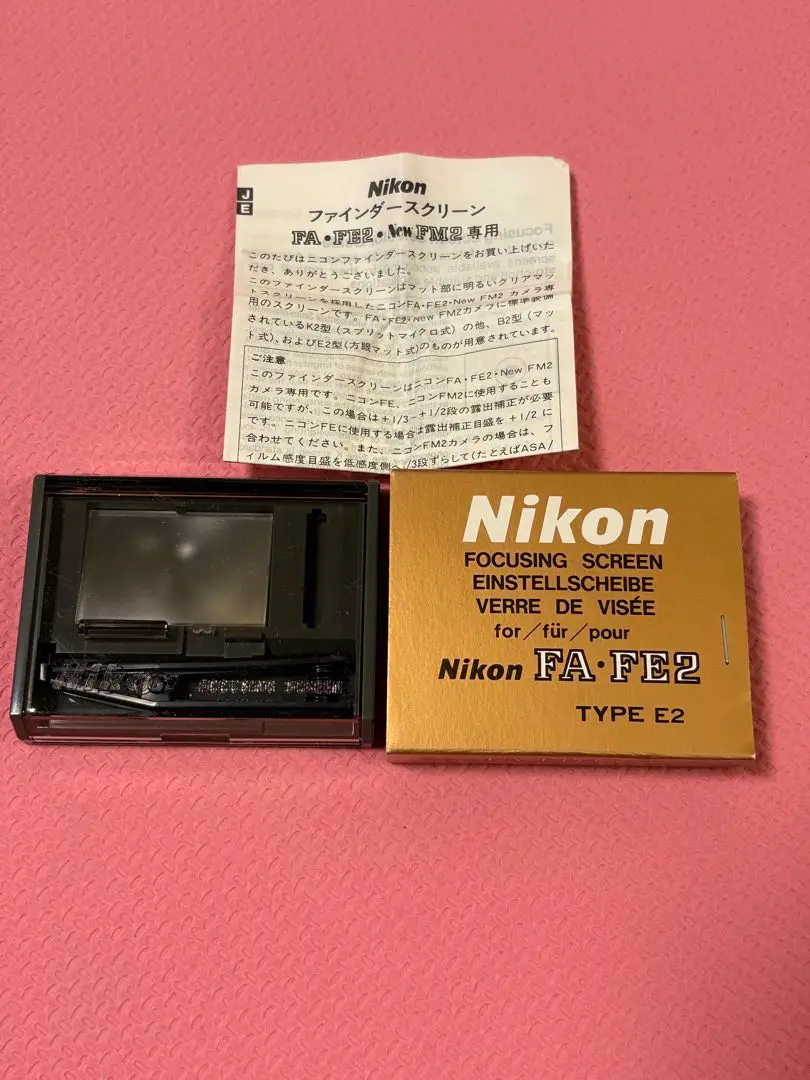 J
E
Nikon
ファインダースクリーン
FA・FE2・New FM2専用
このたびはニコンファインダースクリーンをお買い上げいた
だき、ありがとうございました。
このファインダースクリーンはマット部に明るいクリアマッ
トスクリーンを採用したニコンFA・FE2・New FM2 カメラ専
用のスクリーンです。FA・FE2・New FM2カメラに標準装備
されているK2型(スプリットマイクロ式)の他、B2型(マッ
ト式)、およびE2型(方眼マット式)のものが用意されています。
ご注意
このファインダースクリーンはニコンFA・FE2・New FM2
カメラ専用です。ニコンFE、ニコンFM2に使用することも
可能ですが、この場合は+1/3~+1/2段の露出補正が必要
です。ニコンFEに使用する場合は露出補正目盛を+1/2に
合わせてください。また、ニコンFM2カメラの場合は、フ
ィルム感度目盛を低感度側へ1/3段ずらして(たとえばASA/
Nikon
FOCUSING SCREEN
EINSTELLSCHEIBE
VERRE DE VISÉE
for/für/pour
Nikon FA・FE2
TYPE E2
Nikon FOCUSING SCREEN